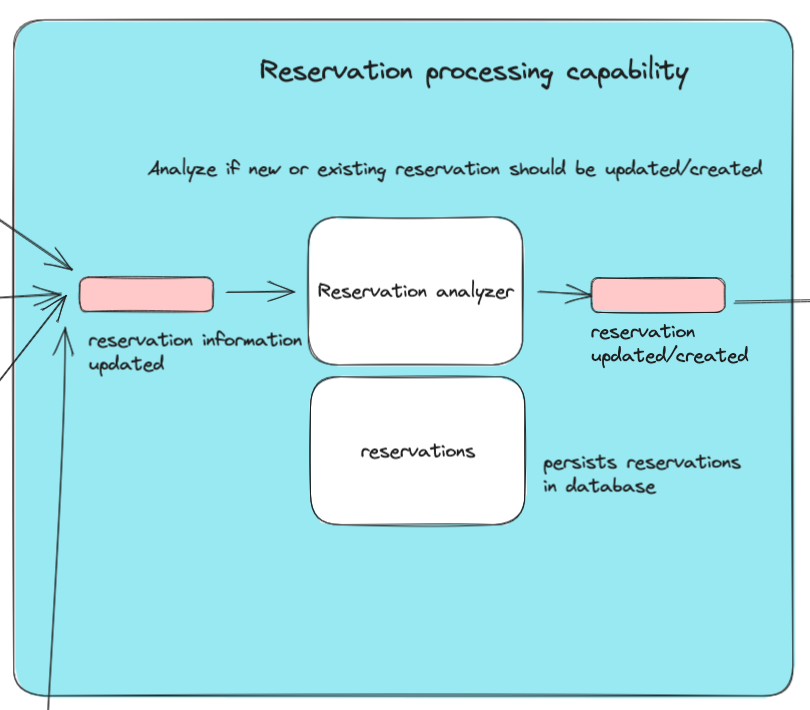 Reservation processing capability
Analyze if new or existing reservation should be updated/created
Reservation analyzer
reservation information
updated
reservation
updated/created
reservations
persists reservations
in database